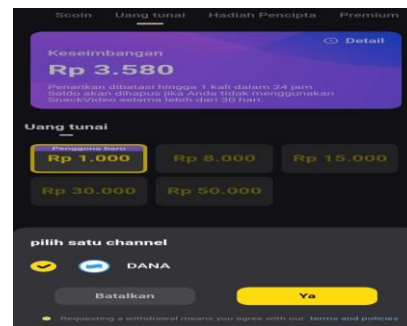 Scoin Uang tunai Hadiah Pencipta Premium
Keseimbangan
Detail
Rp 3.580
Penarikan dibatasi hingga 1 kali dalam 24 jam
Saldo akan dihapus jika Anda tidak menggunakan
SnackVideo selama lebih dari 30 hari.
Uang tunai
Pengguna baru
Rp 1.000 Rp 8.000 Rp 15.000
Rp 30.000 Rp 50.000
pilih satu channel
DANA
Batalkan Ya
Requesting a withdrawal means you agree with our terms and policies